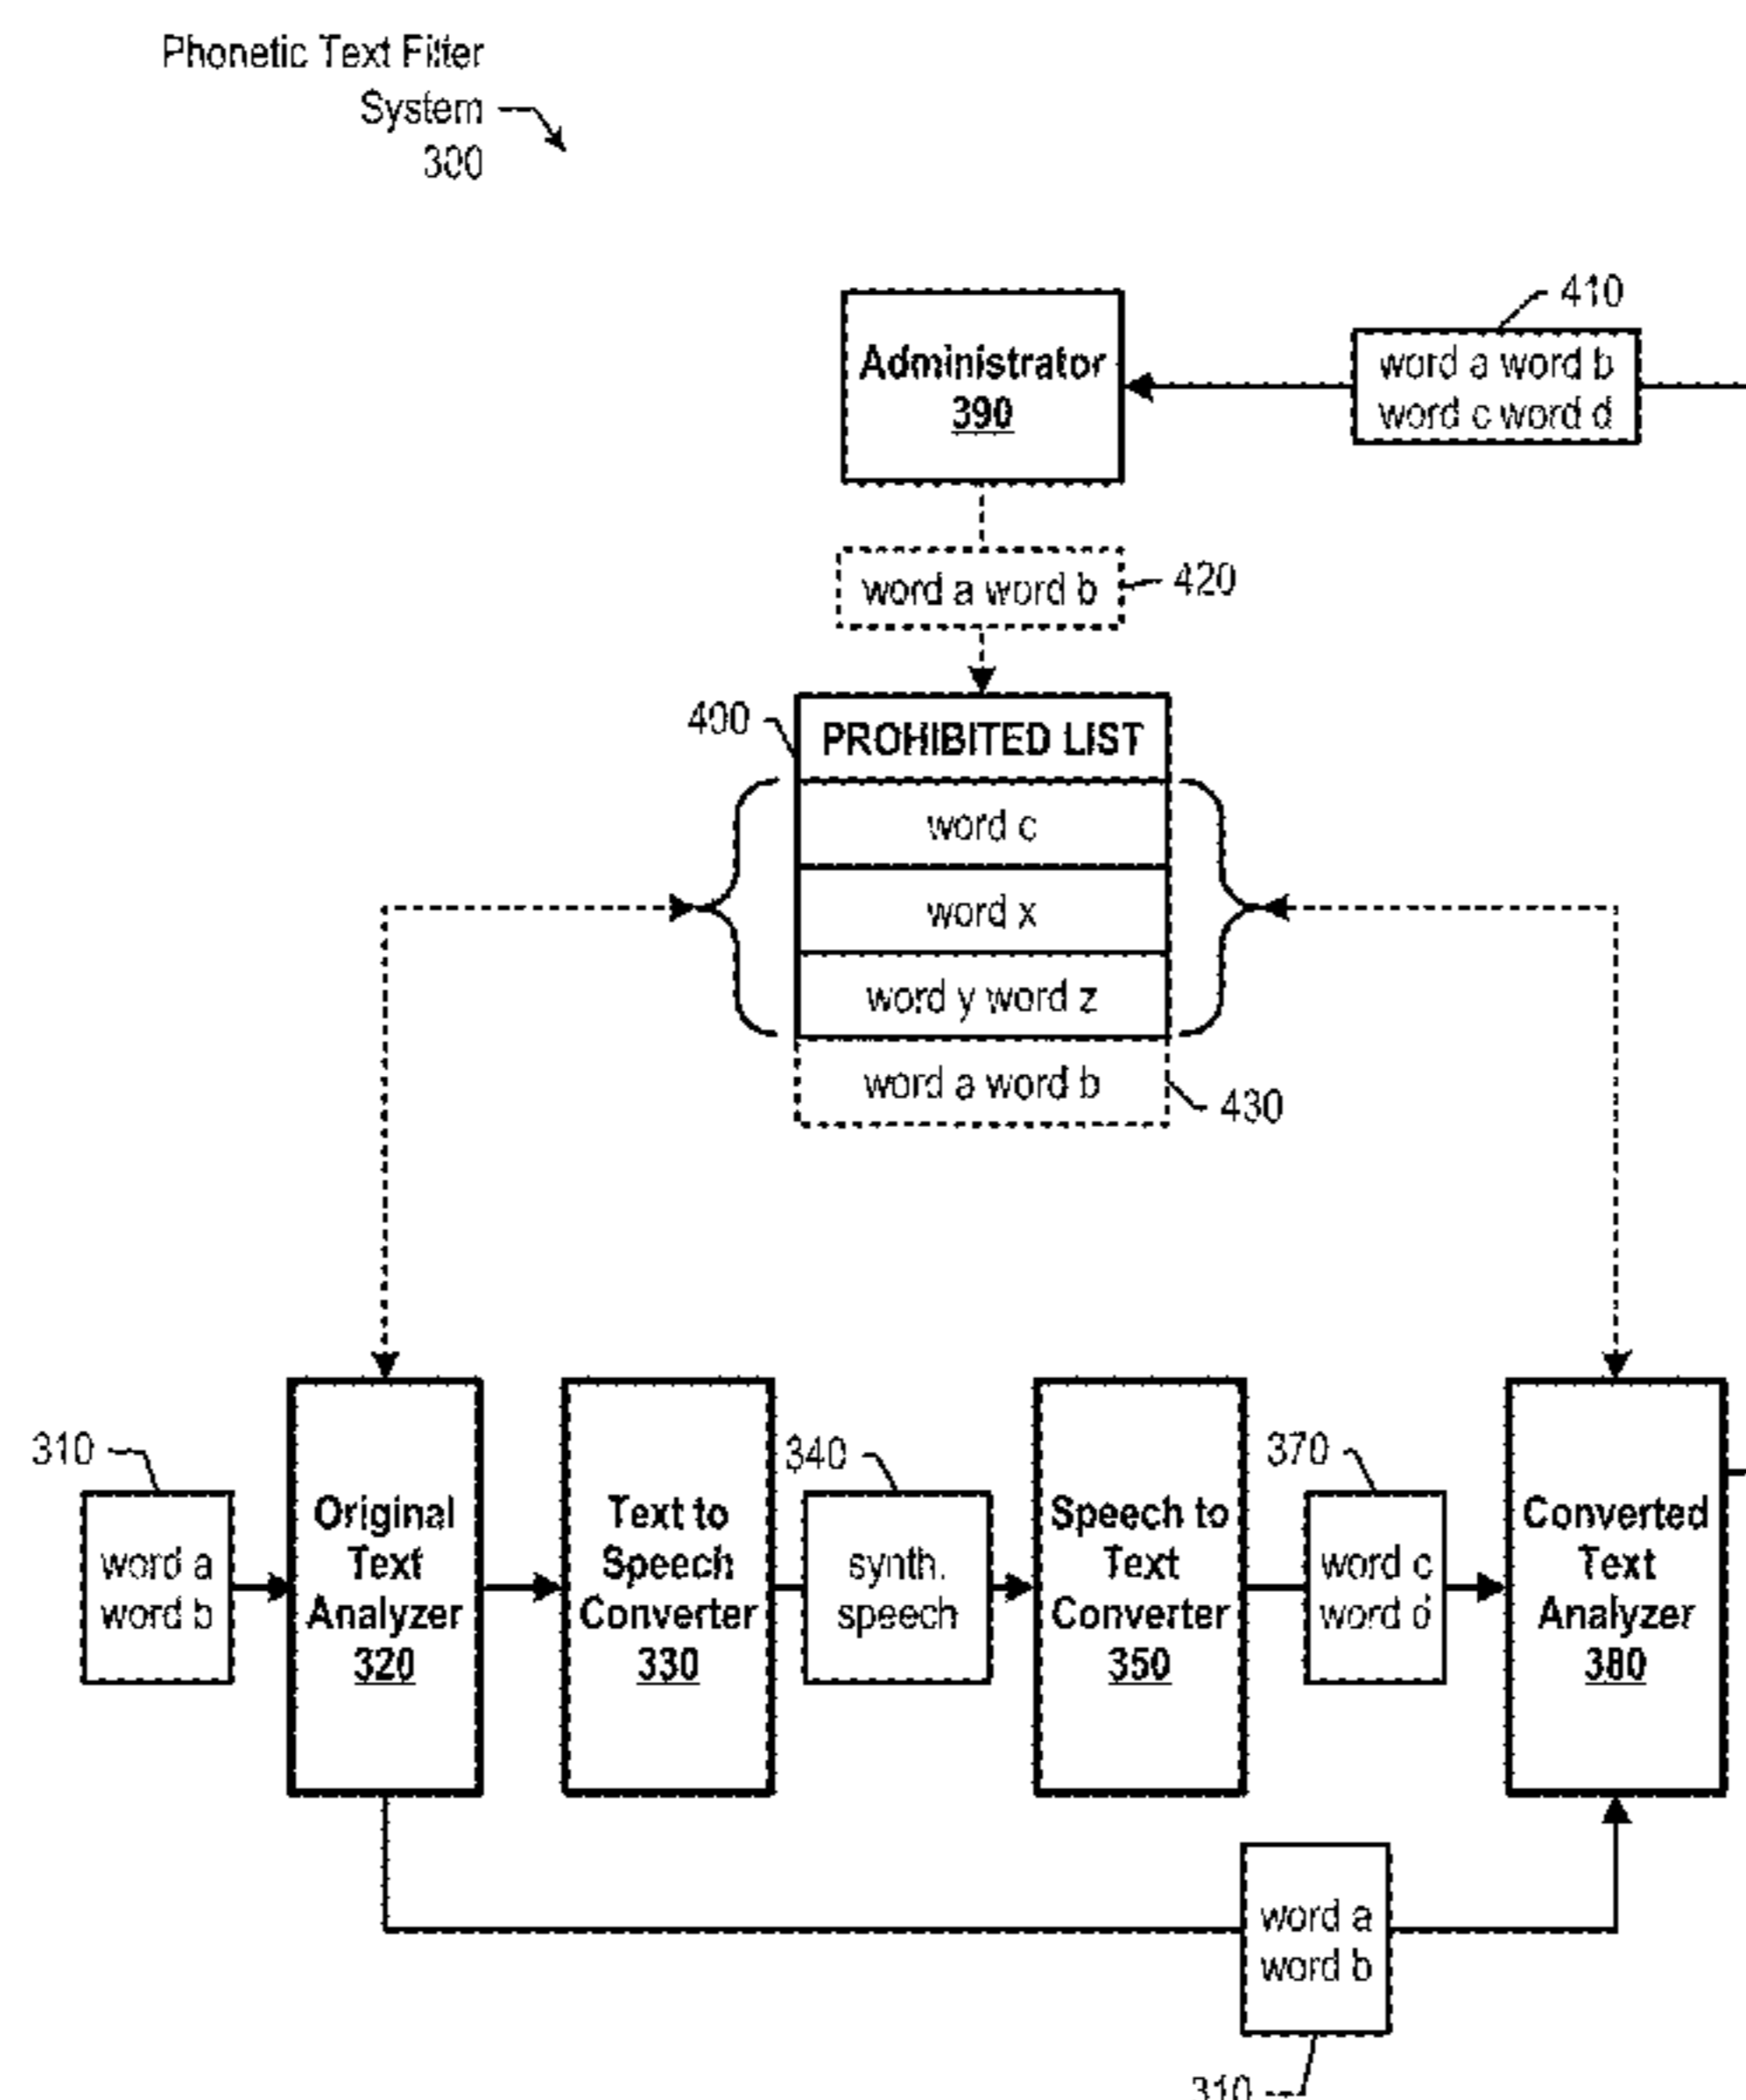 Phonetic Text Filter
System
300
410
Administrator
390
word a word b
word c word d
word a word b
420
400
PROHIBITED LIST
word c
word x
word y word z
word a word b
430
310
word a
word b
Original
Text
Analyzer
320
Text to
Speech
Converter
330
340
synth.
speech
Speech to
Text
Converter
350
370
word c
word d
Converted
Text
Analyzer
380
word a
word b
310